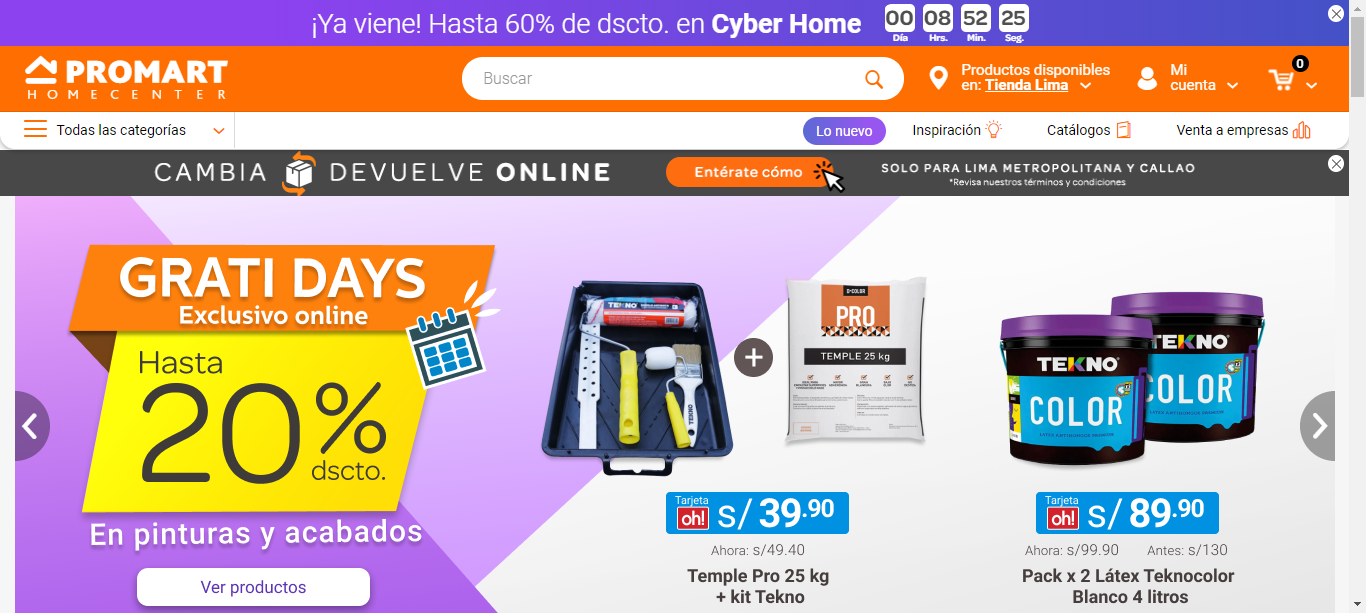 ¡Ya viene! Hasta 60% de dscto. en Cyber Home
00 08 52 25
Día Hrs. Min. Seg.
PROMART
HOMECENTER
Buscar
Productos disponibles
en: Tienda Lima
Mi
cuenta
0
Todas las categorías
Lo nuevo
Inspiración
Catálogos
Venta a empresas
CAMBIA DEVUELVE ONLINE
Entérate cómo
SOLO PARA LIMA METROPOLITANA Y CALLAO
*Revisa nuestros términos y condiciones
GRATI DAYS
Exclusivo online
Hasta
20%
dscto.
En pinturas y acabados
Ver productos
TEKNO
TEKNO
+
D•COLOR
PRO
TEMPLE 25 kg
TEKNO
COLOR
TEKNO
COLOR
Tarjeta
oh! s/ 39.90
Ahora: s/49.40
Temple Pro 25 kg
+ kit Tekno
Tarjeta
oh! s/ 89.90
Ahora: s/99.90 Antes: s/130
Pack x 2 Látex Teknocolor
Blanco 4 litros